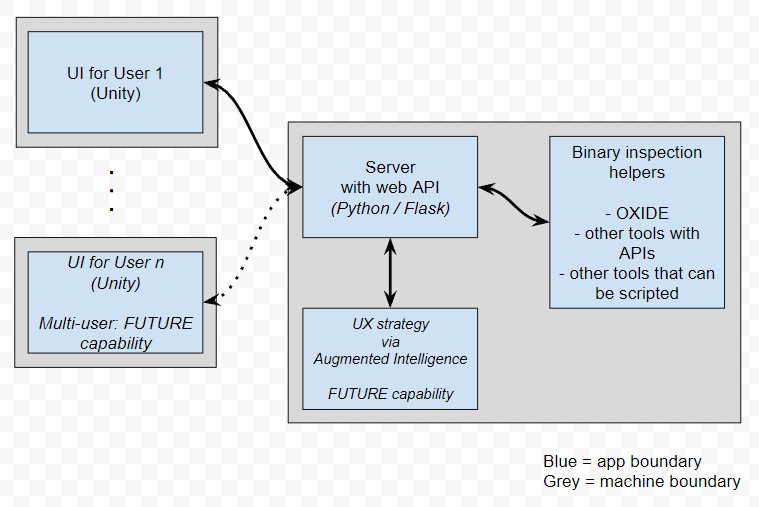 UI for User 1
(Unity)
UI for User n
(Unity)
Multi-user: FUTURE
capability
Server
with web API
(Python / Flask)
UX strategy
via
Augmented Intelligence
FUTURE capability
Binary inspection
helpers
- OXIDE
- other tools with
APIs
- other tools that can
be scripted
Blue = app boundary
Grey = machine boundary